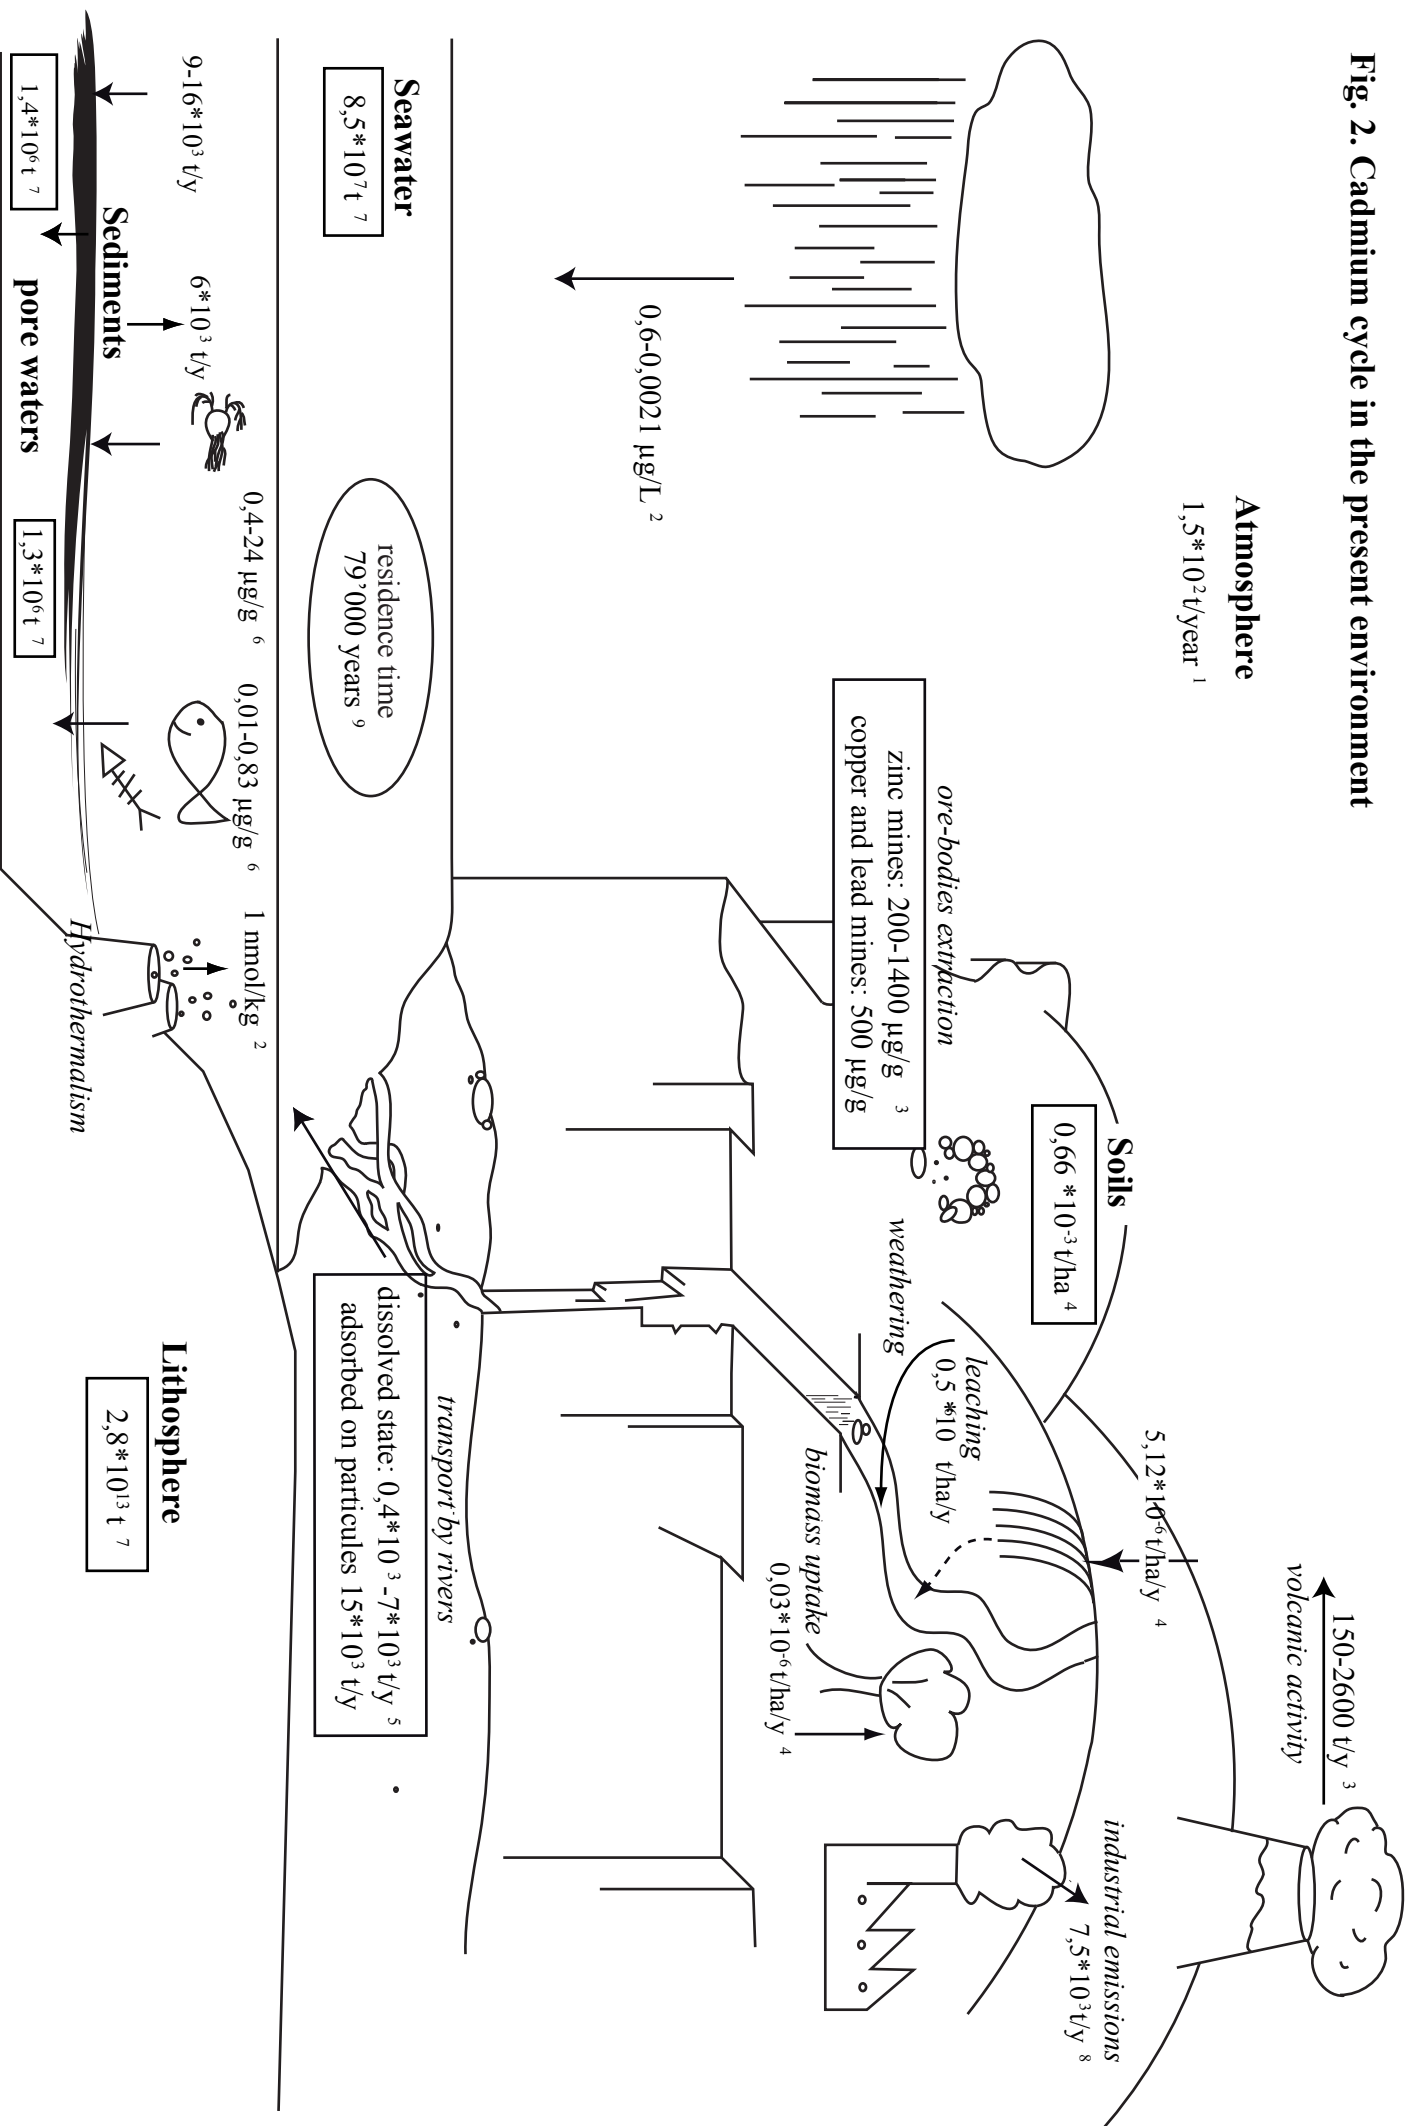 Fig. 2. Cadmium cycle in the present environment
Atmosphere
1,5*10² t/year ¹
150-2600 t/y ³
volcanic activity
5,12*10⁻⁶ t/ha/y ⁴
industrial emissions
7,5*10³ t/y ⁸
Soils
0,66 *10⁻³ t/ha ⁴
ore-bodies extraction
zinc mines: 200-1400 µg/g ³
copper and lead mines: 500 µg/g
leaching
0,5 *10 t/ha/y
weathering
biomass uptake
0,03*10⁻⁶ t/ha/y ⁴
0,6-0,0021 µg/L ²
Seawater
8,5*10⁷ t ⁷
residence time
79’000 years ⁹
transport by rivers
dissolved state: 0,4*10 ³ -7*10³ t/y ⁵
adsorbed on particules 15*10³ t/y
0,4-24 µg/g ⁶
0,01-0,83 µg/g ⁶
1 nmol/kg ²
9-16*10³ t/y
6*10³ t/y
Sediments
Hydrothermalism
Lithosphere
2,8*10¹³ t ⁷
1,4*10⁶ t ⁷
pore waters
1,3*10⁶ t ⁷